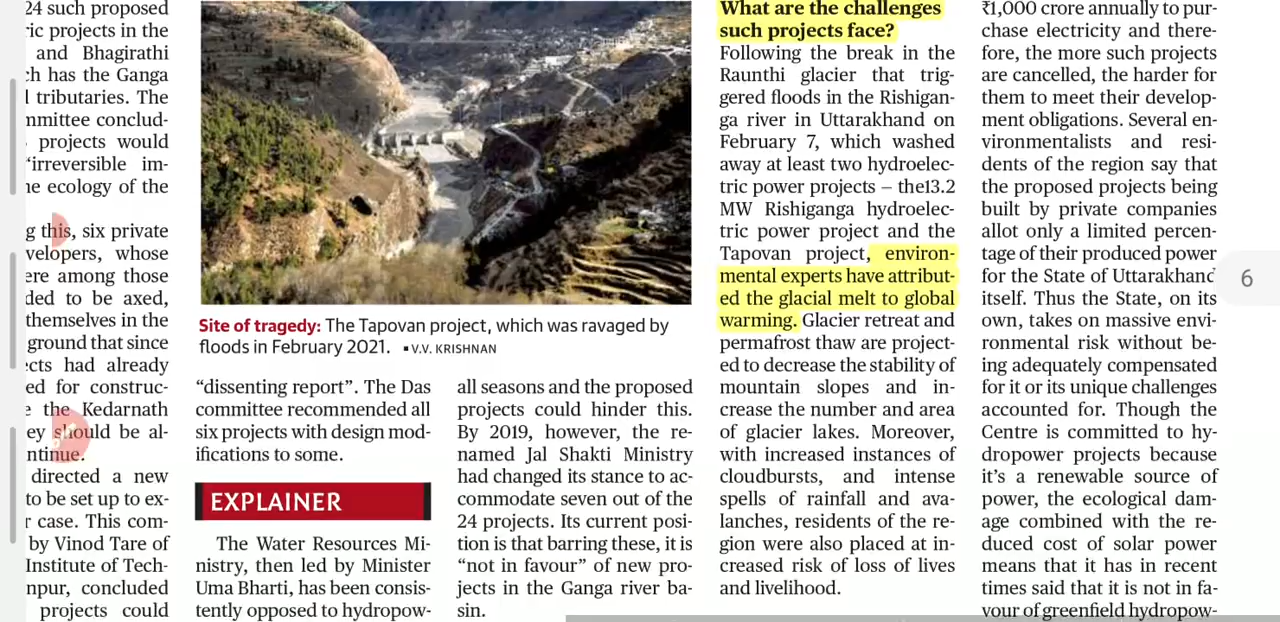 24 such proposed
ric projects in the
and Bhagirathi
ch has the Ganga
l tributaries. The
mmittee conclud-
projects would
“irreversible im-
ne ecology of the
g this, six private
velopers, whose
ere among those
ded to be axed,
themselves in the
ground that since
ects had already
ed for construc-
e the Kedarnath
ey should be al-
ntinue.
directed a new
to be set up to ex-
r case. This com-
by Vinod Tare of
Institute of Tech-
npur, concluded
projects could
Site of tragedy: The Tapovan project, which was ravaged by
floods in February 2021. ▪ V.V. KRISHNAN
“dissenting report”. The Das
committee recommended all
six projects with design mod-
ifications to some.
EXPLAINER
The Water Resources Mi-
nistry, then led by Minister
Uma Bharti, has been consis-
tently opposed to hydropow-
all seasons and the proposed
projects could hinder this.
By 2019, however, the re-
named Jal Shakti Ministry
had changed its stance to ac-
commodate seven out of the
24 projects. Its current posi-
tion is that barring these, it is
“not in favour” of new pro-
jects in the Ganga river ba-
sin.
What are the challenges
such projects face?
Following the break in the
Raunthi glacier that trig-
gered floods in the Rishigan-
ga river in Uttarakhand on
February 7, which washed
away at least two hydroelec-
tric power projects – the13.2
MW Rishiganga hydroelec-
tric power project and the
Tapovan project, environ-
mental experts have attribut-
ed the glacial melt to global
warming. Glacier retreat and
permafrost thaw are project-
ed to decrease the stability of
mountain slopes and in-
crease the number and area
of glacier lakes. Moreover,
with increased instances of
cloudbursts, and intense
spells of rainfall and ava-
lanches, residents of the re-
gion were also placed at in-
creased risk of loss of lives
and livelihood.
₹1,000 crore annually to pur-
chase electricity and there-
fore, the more such projects
are cancelled, the harder for
them to meet their develop-
ment obligations. Several en-
vironmentalists and resi-
dents of the region say that
the proposed projects being
built by private companies
allot only a limited percen-
tage of their produced power
for the State of Uttarakhand
itself. Thus the State, on its
own, takes on massive envi-
ronmental risk without be-
ing adequately compensated
for it or its unique challenges
accounted for. Though the
Centre is committed to hy-
dropower projects because
it’s a renewable source of
power, the ecological dam-
age combined with the re-
duced cost of solar power
means that it has in recent
times said that it is not in fa-
vour of greenfield hydropow-
6